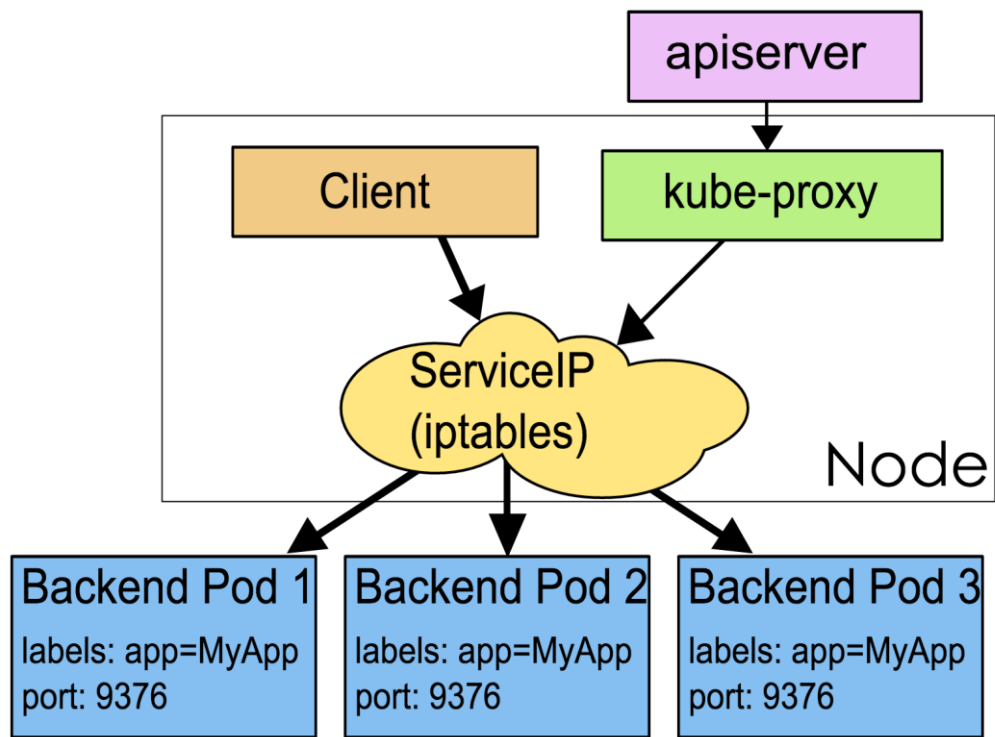 apiserver
Client
kube-proxy
ServiceIP
(iptables)
Node
Backend Pod 1
labels: app=MyApp
port: 9376
Backend Pod 2
labels: app=MyApp
port: 9376
Backend Pod 3
labels: app=MyApp
port: 9376